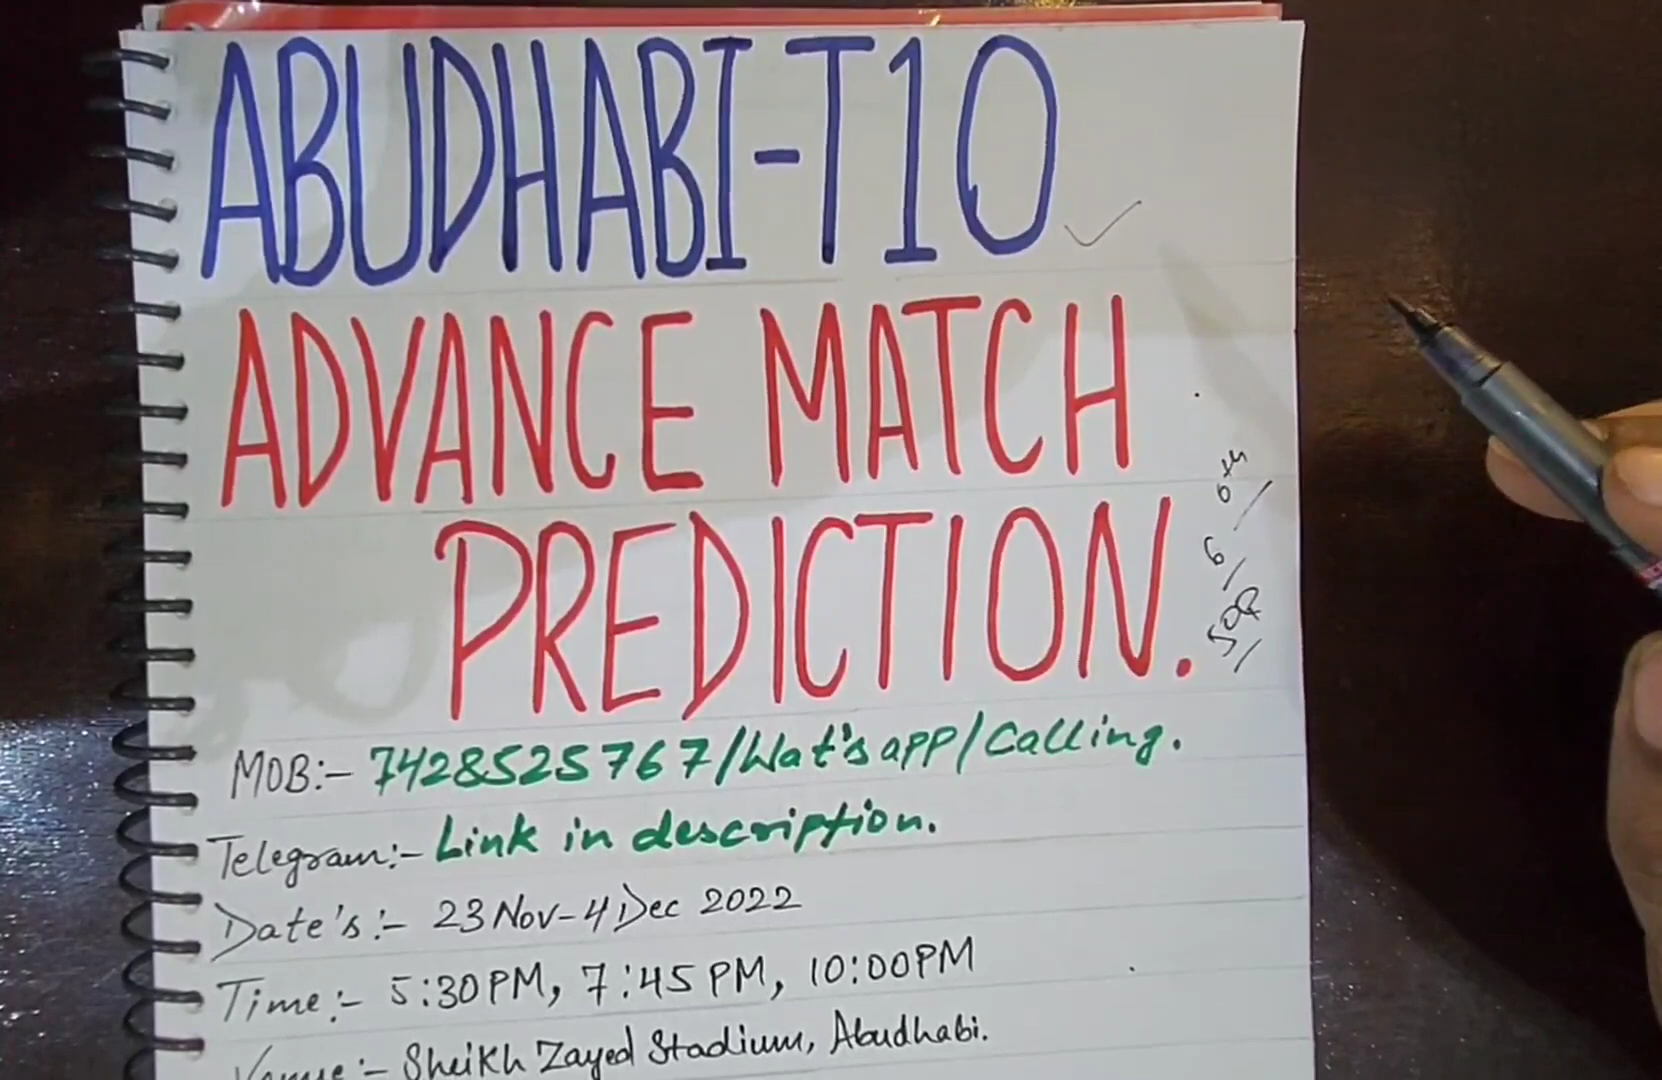 ABUDHABI-T10
ADVANCE MATCH
PREDICTION.
MOB:- 7428525767/Wat's app/Calling.
Telegram:- Link in description.
Date's:- 23 Nov-4 Dec 2022
Time:- 5:30PM, 7:45 PM, 10:00PM
Venue:- Sheikh Zayed Stadium, Abudhabi.